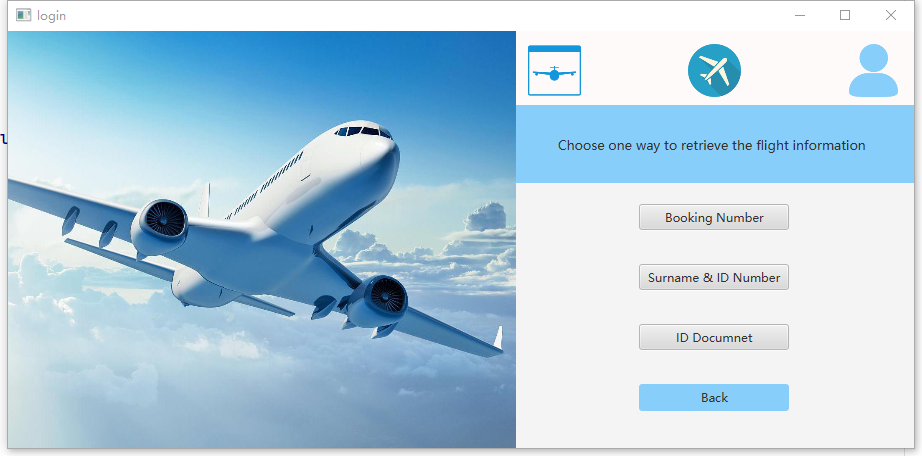 login
Choose one way to retrieve the flight information
Booking Number
Surname & ID Number
ID Documnet
Back